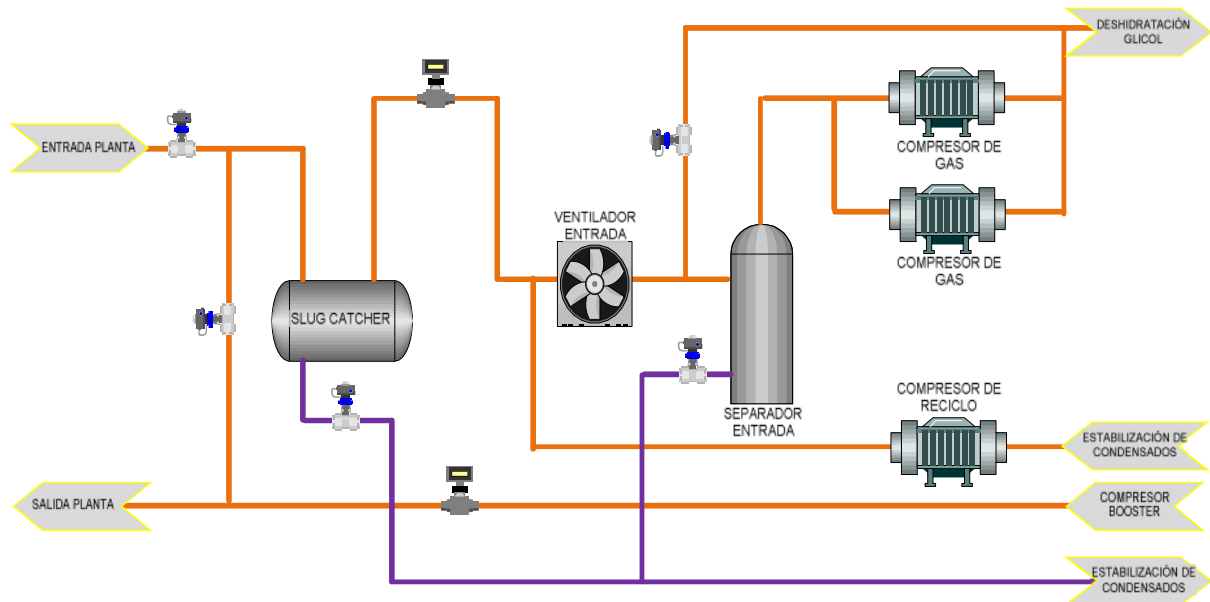 DESHIDRATACIÓN
GLICOL
ENTRADA PLANTA
COMPRESOR DE
GAS
VENTILADOR
ENTRADA
COMPRESOR DE
GAS
SLUG CATCHER
COMPRESOR DE
RECICLO
SEPARADOR
ENTRADA
ESTABILIZACIÓN DE
CONDENSADOS
SALIDA PLANTA
COMPRESOR
BOOSTER
ESTABILIZACIÓN DE
CONDENSADOS